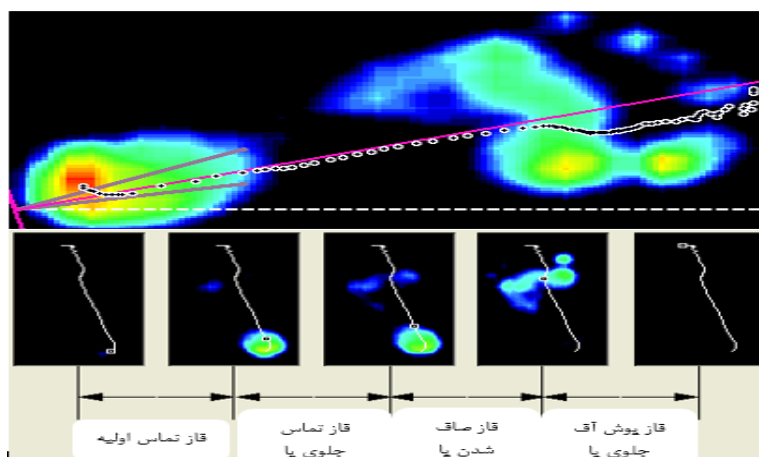 قاز تماس اولیه
قاز تماس
جلوی پا
قاز صاف
شدن پا
قاز پوش آف
جلوی پا